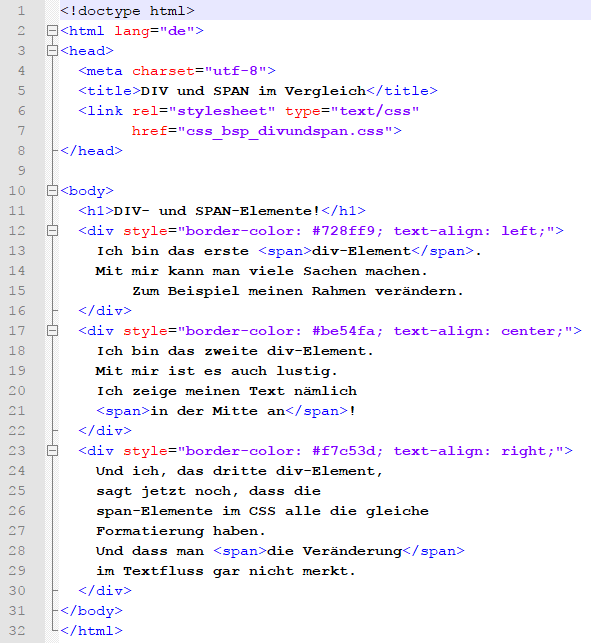 1 <!doctype html>
2 <html lang="de">
3 <head>
4   <meta charset="utf-8">
5   <title>DIV und SPAN im Vergleich</title>
6   <link rel="stylesheet" type="text/css"
7         href="css_bsp_divundspan.css">
8 </head>
9
10 <body>
11   <h1>DIV- und SPAN-Elemente!</h1>
12   <div style="border-color: #728ff9; text-align: left;">
13     Ich bin das erste <span>div-Element</span>.
14     Mit mir kann man viele Sachen machen.
15         Zum Beispiel meinen Rahmen verändern.
16   </div>
17   <div style="border-color: #be54fa; text-align: center;">
18     Ich bin das zweite div-Element.
19     Mit mir ist es auch lustig.
20     Ich zeige meinen Text nämlich
21     <span>in der Mitte an</span>!
22   </div>
23   <div style="border-color: #f7c53d; text-align: right;">
24     Und ich, das dritte div-Element,
25     sagt jetzt noch, dass die
26     span-Elemente im CSS alle die gleiche
27     Formatierung haben.
28     Und dass man <span>die Veränderung</span>
29     im Textfluss gar nicht merkt.
30   </div>
31 </body>
32 </html>